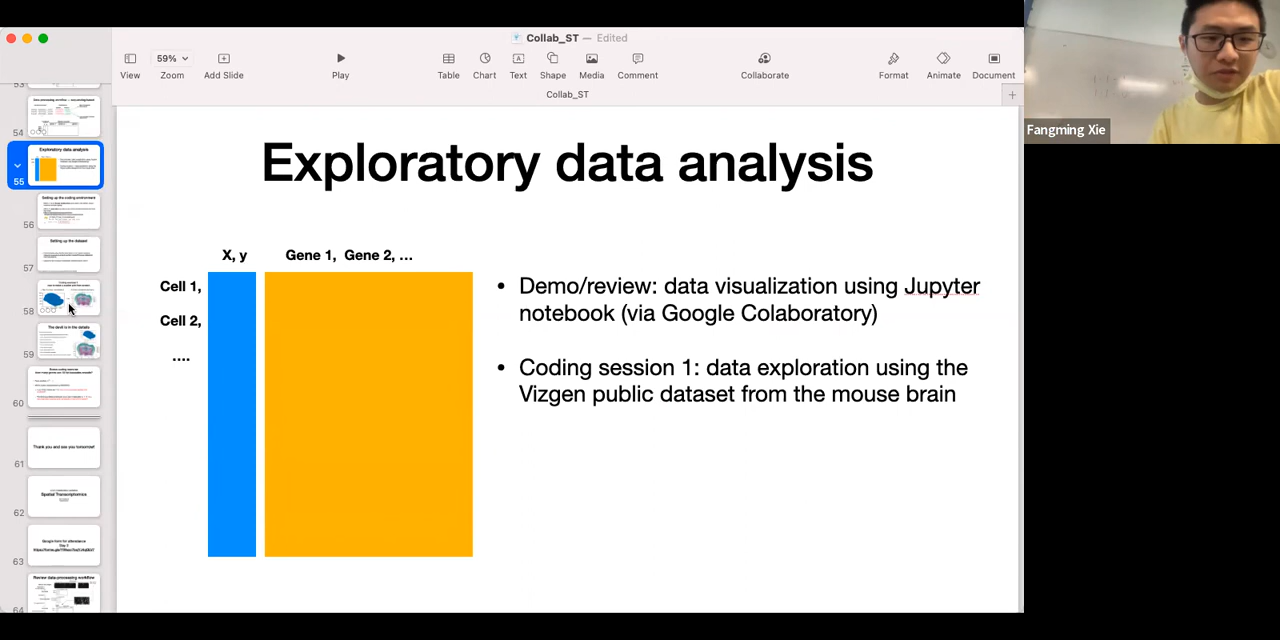 Collab_ST — Edited
View
59%
Zoom
Add Slide
Play
Table
Chart
Text
Shape
Media
Comment
Collaborate
Format
Animate
Document
Collab_ST
Fangming Xie
53
54
Exploratory data analysis
55
Setting up the coding environment
56
Setting up the dataset
57
58
The devil is in the details
59
60
Thank you and see you tomorrow!
61
Spatial Transcriptomics
62
63
Review data processing workflow
64
Exploratory data analysis
X, y
Gene 1, Gene 2, ...
Cell 1,
Cell 2,
....
• Demo/review: data visualization using Jupyter
notebook (via Google Colaboratory)
• Coding session 1: data exploration using the
Vizgen public dataset from the mouse brain